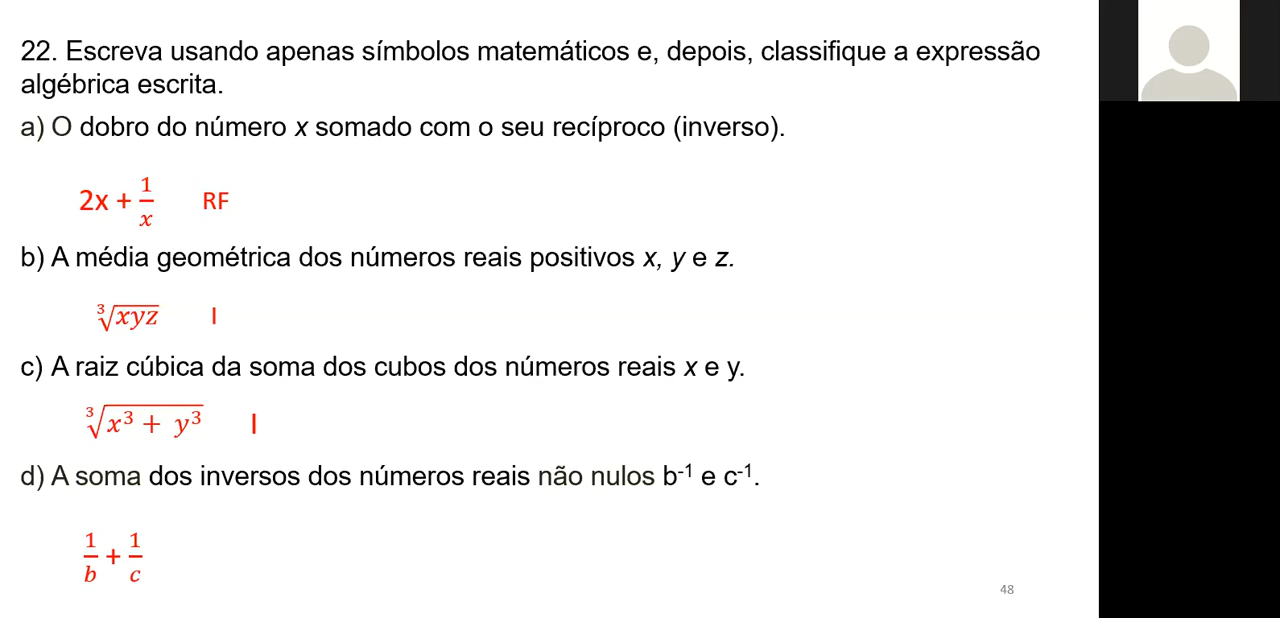 22. Escreva usando apenas símbolos matemáticos e, depois, classifique a expressão
algébrica escrita.
a) O dobro do número x somado com o seu recíproco (inverso).
2x + 1/x RF
b) A média geométrica dos números reais positivos x, y e z.
∛(xyz) I
c) A raiz cúbica da soma dos cubos dos números reais x e y.
∛(x³ + y³) I
d) A soma dos inversos dos números reais não nulos b⁻¹ e c⁻¹.
1/b + 1/c
48